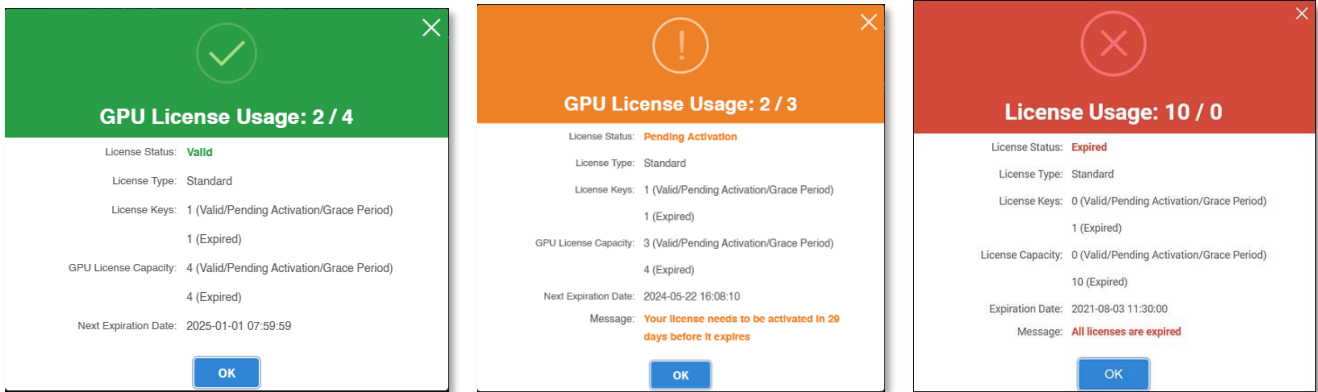 GPU License Usage: 2 / 4
License Status: Valid
License Type: Standard
License Keys: 1 (Valid/Pending Activation/Grace Period)
1 (Expired)
GPU License Capacity: 4 (Valid/Pending Activation/Grace Period)
4 (Expired)
Next Expiration Date: 2025-01-01 07:59:59
OK
GPU License Usage: 2 / 3
License Status: Pending Activation
License Type: Standard
License Keys: 1 (Valid/Pending Activation/Grace Period)
1 (Expired)
GPU License Capacity: 3 (Valid/Pending Activation/Grace Period)
4 (Expired)
Next Expiration Date: 2024-05-22 16:08:10
Message: Your license needs to be activated in 29
days before it expires
OK
License Usage: 10 / 0
License Status: Expired
License Type: Standard
License Keys: 0 (Valid/Pending Activation/Grace Period)
1 (Expired)
License Capacity: 0 (Valid/Pending Activation/Grace Period)
10 (Expired)
Expiration Date: 2021-08-03 11:30:00
Message: All licenses are expired
OK